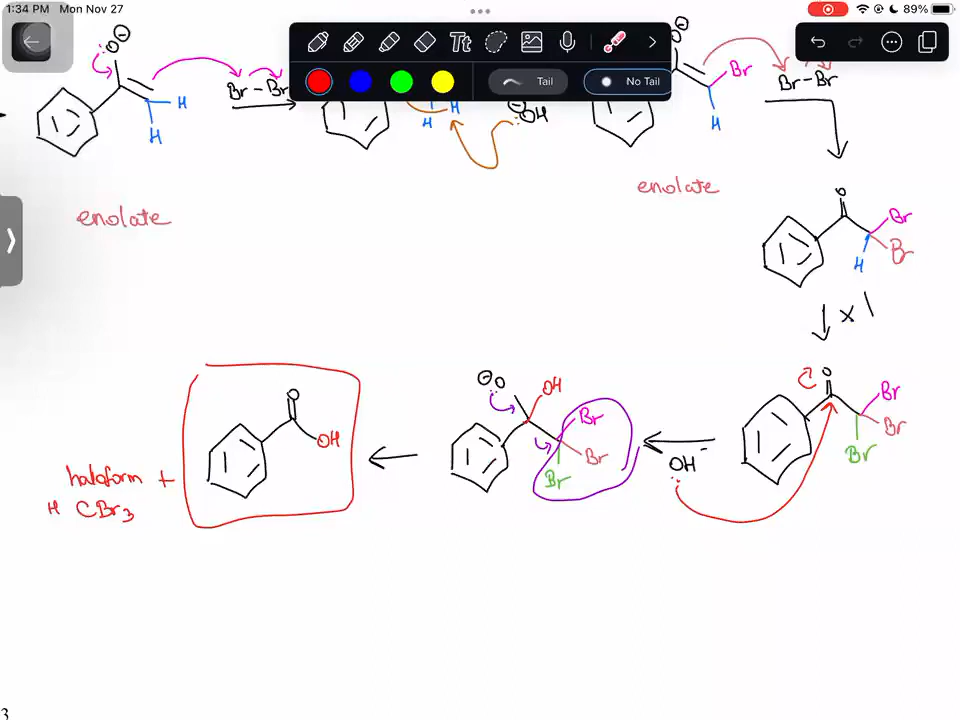 1:34 PM Mon Nov 27
89%
Tt
Tail
No Tail
⊖
O
Br-Br
H
H
H
H
⊖
:OH
⊖
O
Br
Br-Br
H
enolate
enolate
O
Br
Br
H
x1
O
Br
Br
Br
OH⁻
⊖O
OH
Br
Br
Br
O
OH
haloform +
H CBr3
3